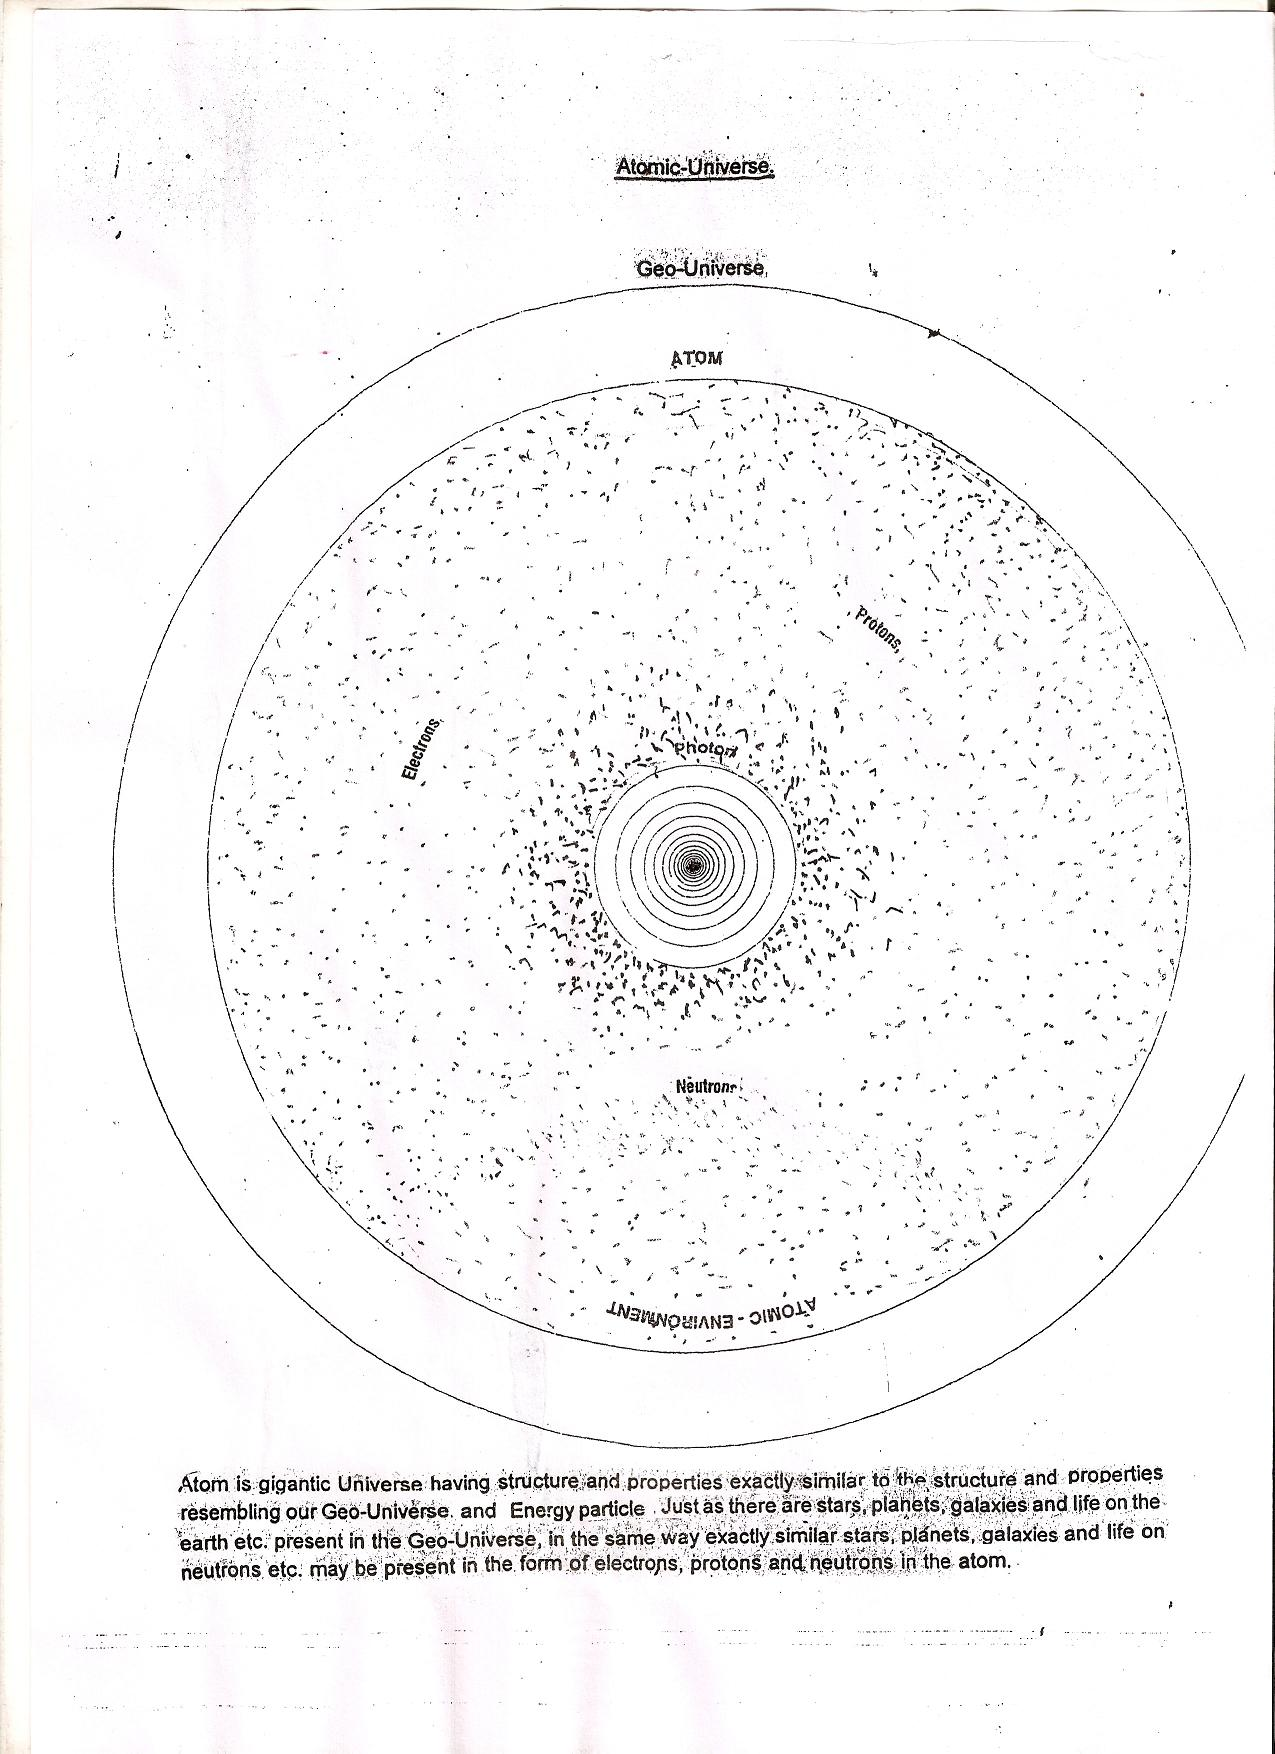 Atomic-Universe.
Geo-Universe,
ATOM
Protons,
Electrons,
Photon
Neutrons
ATOMIC - ENVIRONMENT
Atom is gigantic Universe having structure and properties exactly similar to the structure and properties
resembling our Geo-Universe. and Energy particle . Just as there are stars, planets, galaxies and life on the
earth etc. present in the Geo-Universe, in the same way exactly similar stars, planets, galaxies and life on
neutrons etc. may be present in the form of electrons, protons and neutrons in the atom.